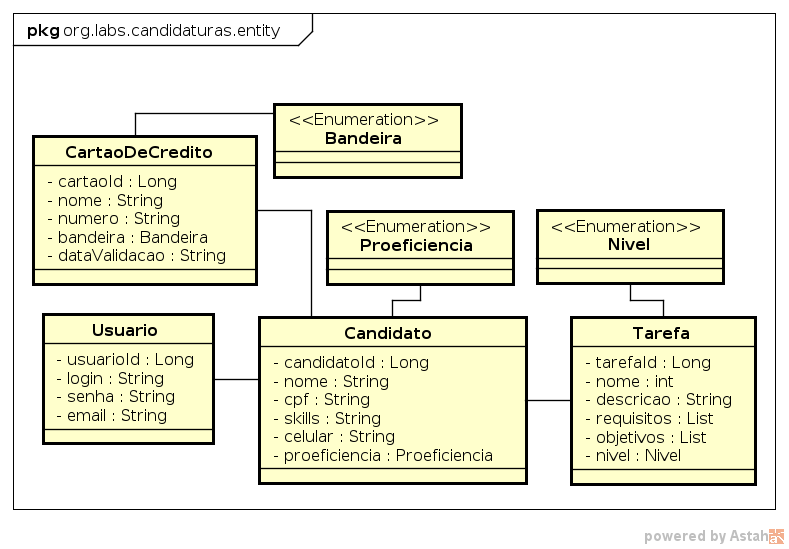 pkg org.labs.candidaturas.entity
<<Enumeration>>
Bandeira
CartaoDeCredito
- cartaoId : Long
- nome : String
- numero : String
- bandeira : Bandeira
- dataValidacao : String
<<Enumeration>>
Proeficiencia
<<Enumeration>>
Nivel
Usuario
- usuarioId : Long
- login : String
- senha : String
- email : String
Candidato
- candidatoId : Long
- nome : String
- cpf : String
- skills : String
- celular : String
- proeficiencia : Proeficiencia
Tarefa
- tarefaId : Long
- nome : int
- descricao : String
- requisitos : List
- objetivos : List
- nivel : Nivel
powered by Astah